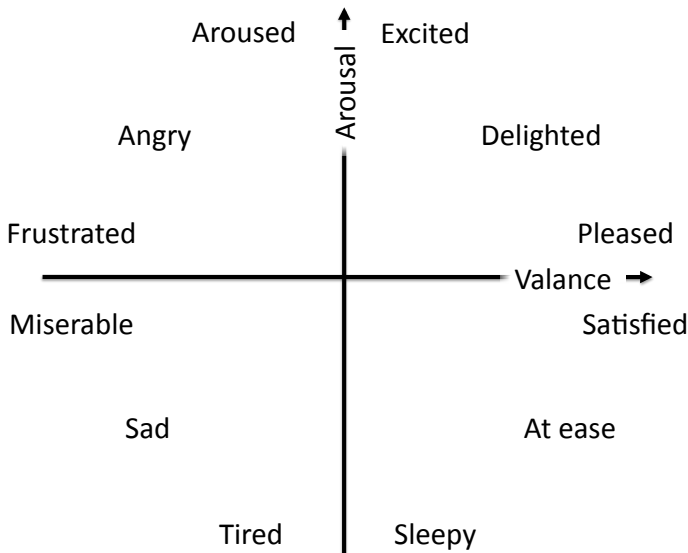 Aroused
Excited
Arousal
Angry
Delighted
Frustrated
Pleased
Valance
Miserable
Satisfied
Sad
At ease
Tired
Sleepy